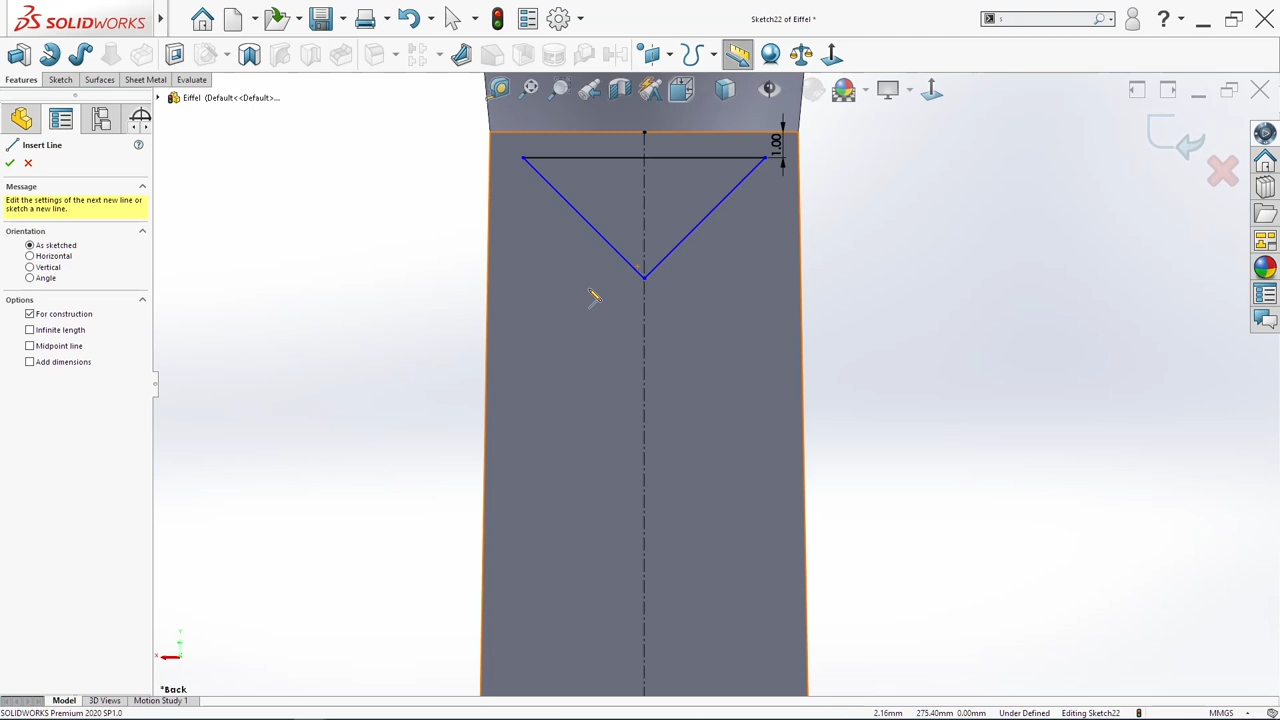 SOLIDWORKS
Sketch22 of Eiffel *
s
Features
Sketch
Surfaces
Sheet Metal
Evaluate
Eiffel (Default<<Default>...
Insert Line
Message
Edit the settings of the next new line or
sketch a new line.
Orientation
As sketched
Horizontal
Vertical
Angle
Options
For construction
Infinite length
Midpoint line
Add dimensions
1.00
Y
X
*Back
Model
3D Views
Motion Study 1
SOLIDWORKS Premium 2020 SP1.0
2.16mm
275.40mm 0.00mm
Under Defined
Editing Sketch22
MMGS